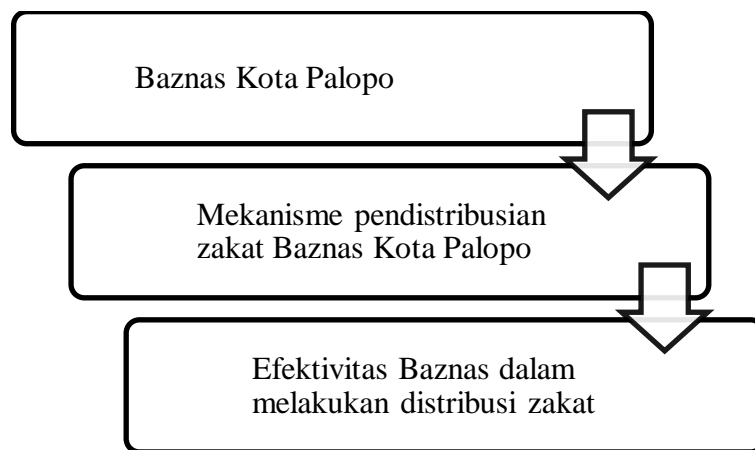 Baznas Kota Palopo
Mekanisme pendistribusian
zakat Baznas Kota Palopo
Efektivitas Baznas dalam
melakukan distribusi zakat